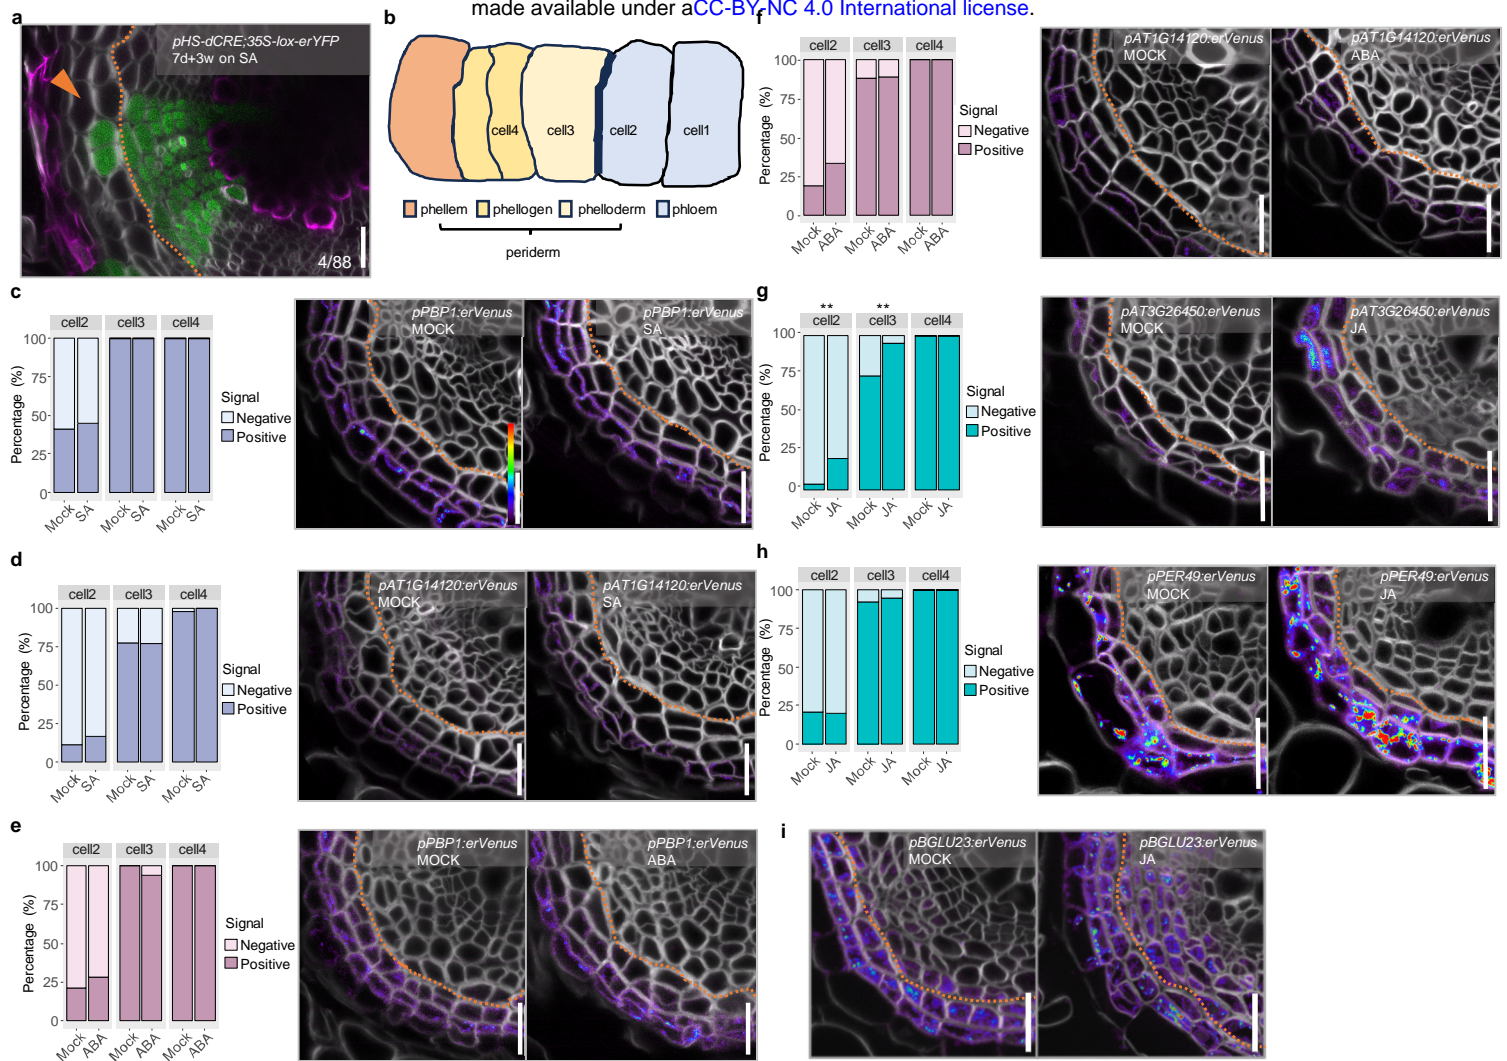 made available under aCC-BY-NC 4.0 International license.
a
pHS-dCRE;35S-lox-erYFP
7d+3w on SA
4/88
b
cell4
cell3
cell2
cell1
phellem
phellogen
phelloderm
phloem
periderm
c
cell2
cell3
cell4
Percentage (%)
100
75
50
25
0
Mock
SA
Mock
SA
Mock
SA
Signal
Negative
Positive
pPBP1:erVenus
MOCK
pPBP1:erVenus
SA
d
cell2
cell3
cell4
Percentage (%)
100
75
50
25
0
Mock
SA
Mock
SA
Mock
SA
Signal
Negative
Positive
pAT1G14120:erVenus
MOCK
pAT1G14120:erVenus
SA
e
cell2
cell3
cell4
Percentage (%)
100
75
50
25
0
Mock
ABA
Mock
ABA
Mock
ABA
Signal
Negative
Positive
pPBP1:erVenus
MOCK
pPBP1:erVenus
ABA
f
cell2
cell3
cell4
Percentage (%)
100
75
50
25
0
Mock
ABA
Mock
ABA
Mock
ABA
Signal
Negative
Positive
pAT1G14120:erVenus
MOCK
pAT1G14120:erVenus
ABA
g
**
**
cell2
cell3
cell4
Percentage (%)
100
75
50
25
0
Mock
JA
Mock
JA
Mock
JA
Signal
Negative
Positive
pAT3G26450:erVenus
MOCK
pAT3G26450:erVenus
JA
h
cell2
cell3
cell4
Percentage (%)
100
75
50
25
0
Mock
JA
Mock
JA
Mock
JA
Signal
Negative
Positive
pPER49:erVenus
MOCK
pPER49:erVenus
JA
i
pBGLU23:erVenus
MOCK
pBGLU23:erVenus
JA